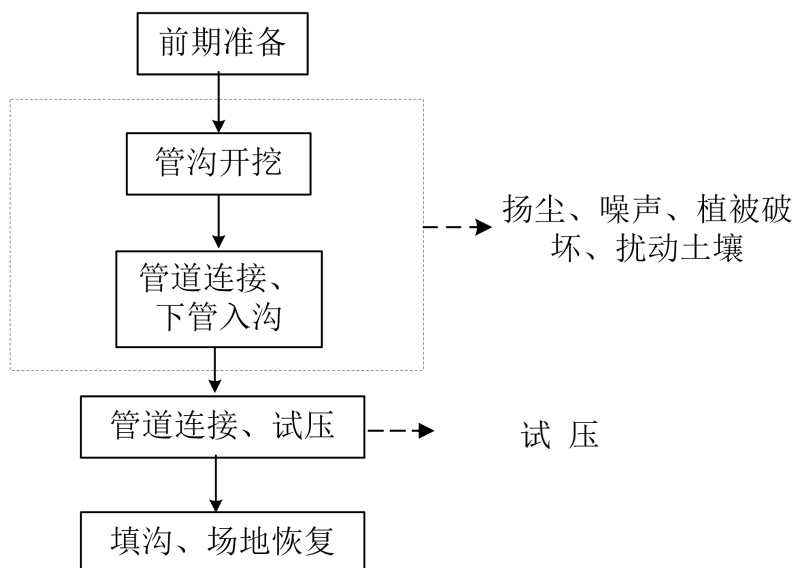 前期准备
管沟开挖
扬尘、噪声、植被破
坏、扰动土壤
管道连接、
下管入沟
管道连接、试压
试 压
填沟、场地恢复